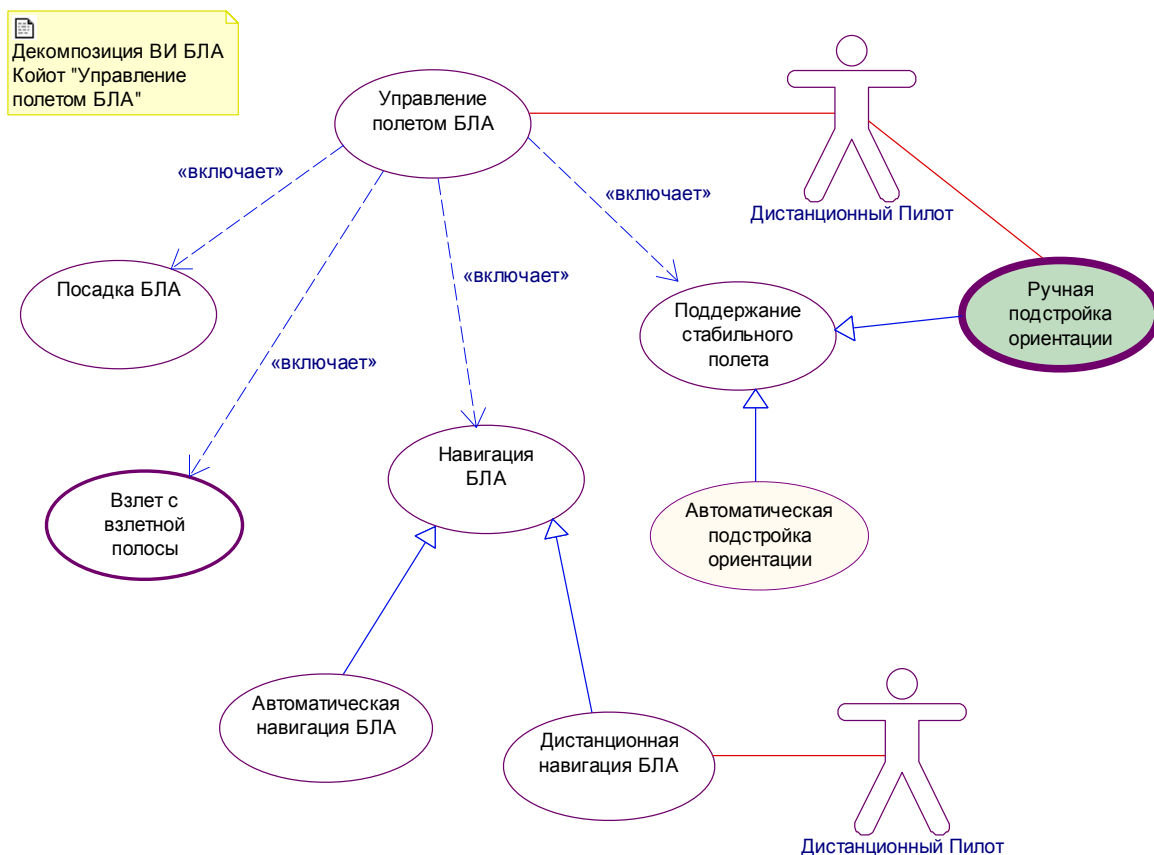 Декомпозиция ВИ БЛА
Койот "Управление
полетом БЛА"
Управление
полетом БЛА
Дистанционный Пилот
«включает»
«включает»
«включает»
«включает»
Посадка БЛА
Поддержание
стабильного
полета
Ручная
подстройка
ориентации
Взлет с
взлетной
полосы
Навигация
БЛА
Автоматическая
подстройка
ориентации
Автоматическая
навигация БЛА
Дистанционная
навигация БЛА
Дистанционный Пилот